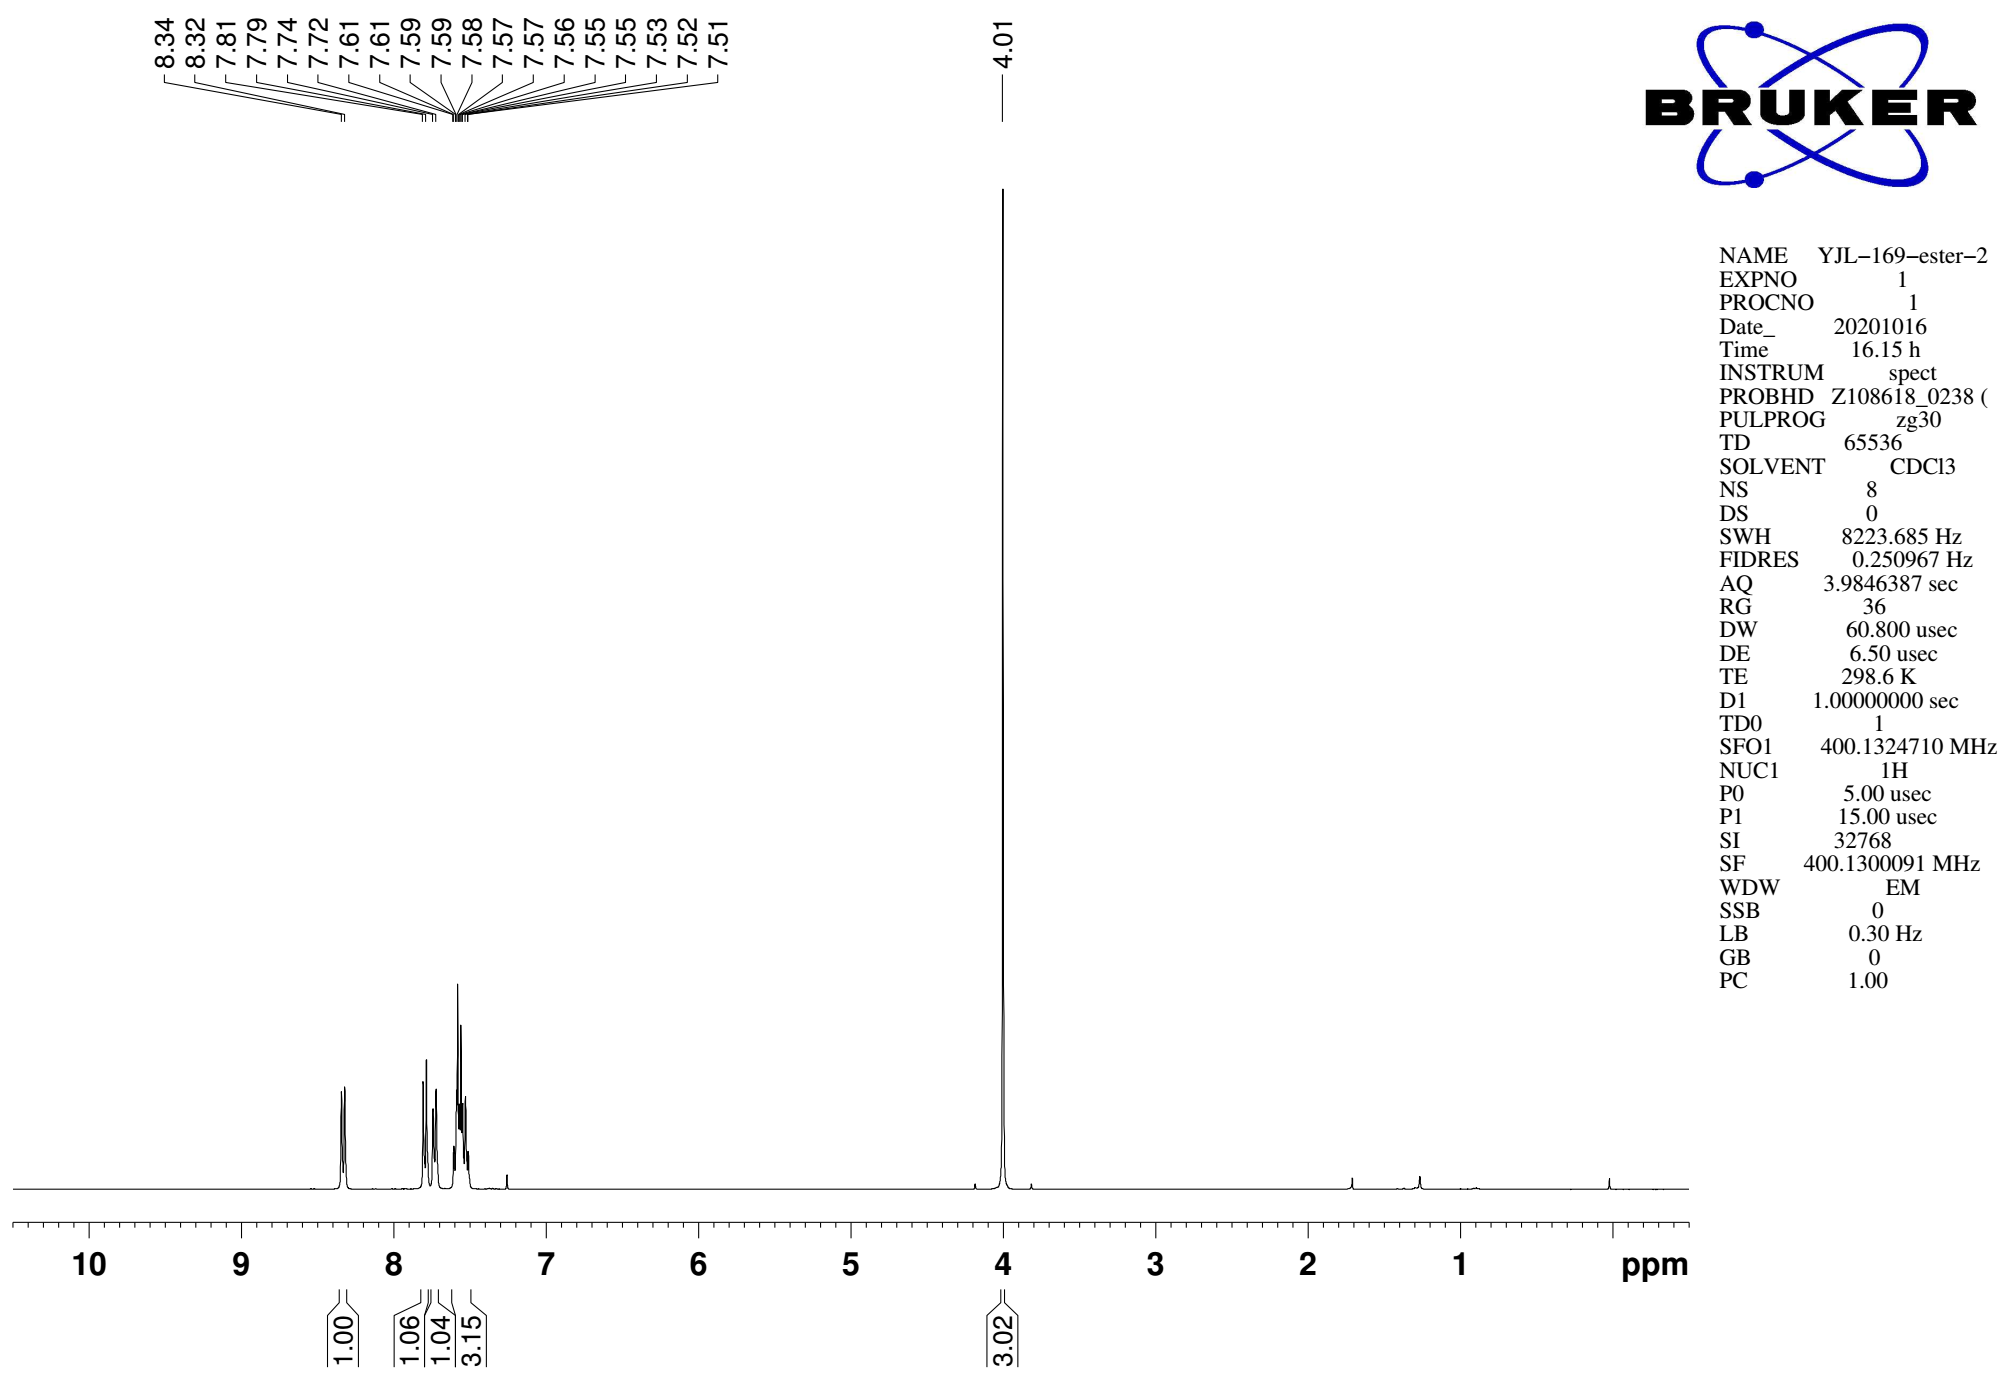 8.34
8.32
7.81
7.79
7.74
7.72
7.61
7.61
7.59
7.59
7.58
7.57
7.57
7.56
7.55
7.55
7.53
7.52
7.51
4.01
BRUKER
NAME YJL-169-ester-2
EXPNO 1
PROCNO 1
Date_ 20201016
Time 16.15 h
INSTRUM spect
PROBHD Z108618_0238 (
PULPROG zg30
TD 65536
SOLVENT CDCl3
NS 8
DS 0
SWH 8223.685 Hz
FIDRES 0.250967 Hz
AQ 3.9846387 sec
RG 36
DW 60.800 usec
DE 6.50 usec
TE 298.6 K
D1 1.00000000 sec
TD0 1
SFO1 400.1324710 MHz
NUC1 1H
P0 5.00 usec
P1 15.00 usec
SI 32768
SF 400.1300091 MHz
WDW EM
SSB 0
LB 0.30 Hz
GB 0
PC 1.00
10 9 8 7 6 5 4 3 2 1 ppm
1.00
1.06
1.04
3.15
3.02